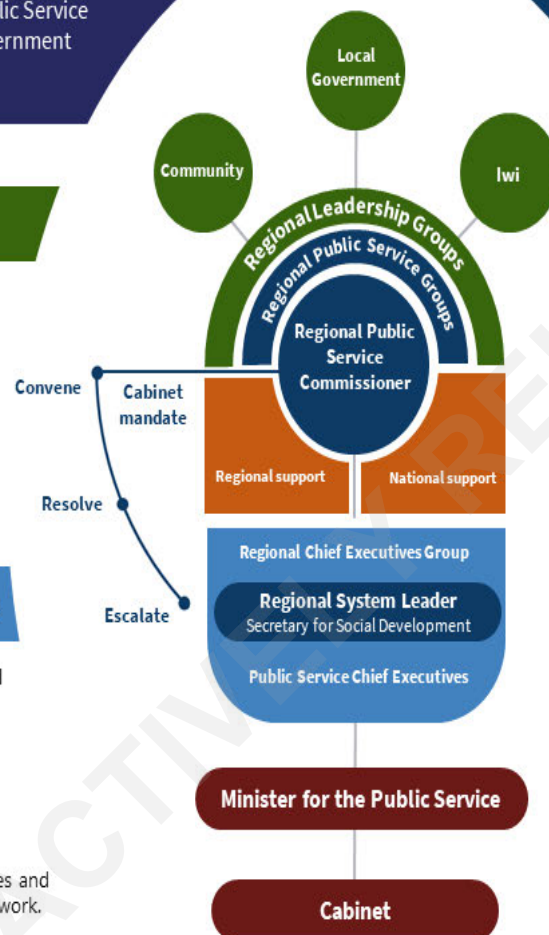 lic Service
ernment
Local
Government
Community
Iwi
Regional Leadership Groups
Regional Public Service Groups
Regional Public
Service
Commissioner
Convene
Cabinet
mandate
Regional support
National support
Resolve
Regional Chief Executives Group
Regional System Leader
Secretary for Social Development
Escalate
Public Service Chief Executives
Minister for the Public Service
es and
work.
Cabinet
ACTIVELY RE